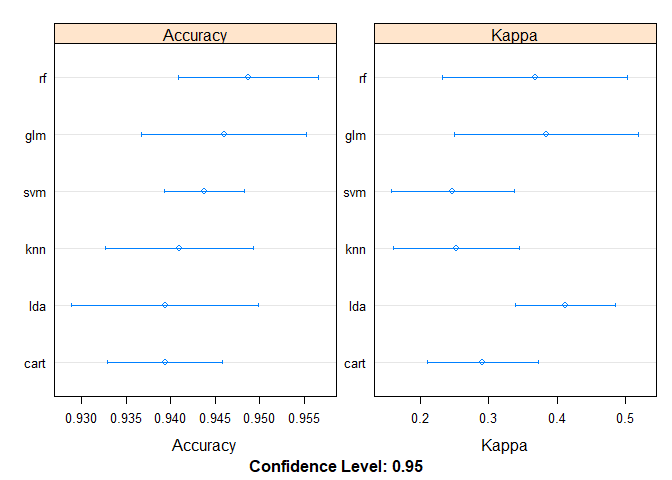 Accuracy
Kappa
rf
glm
svm
knn
lda
cart
rf
glm
svm
knn
lda
cart
0.930 0.935 0.940 0.945 0.950 0.955
0.2 0.3 0.4 0.5
Accuracy
Kappa
Confidence Level: 0.95